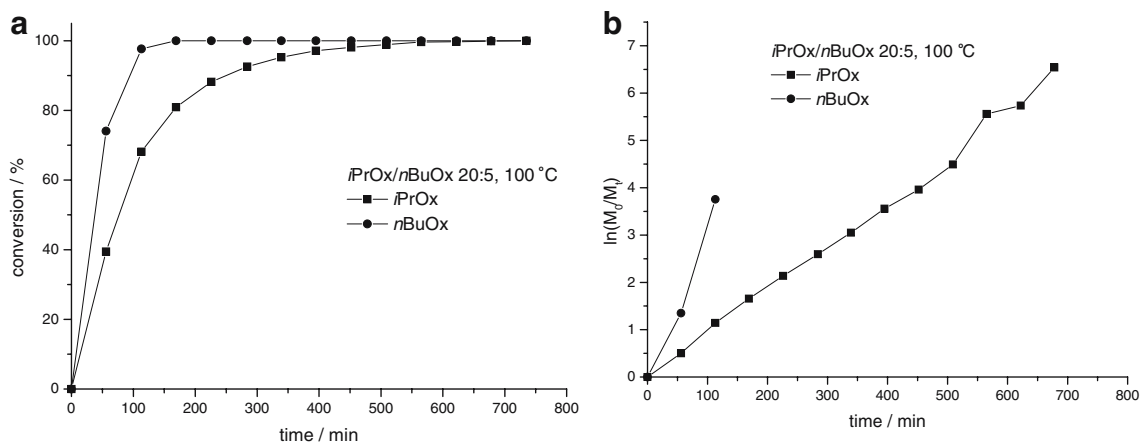 a
100
80
60
40
20
0
conversion / %
iPrOx/nBuOx 20:5, 100 °C
iPrOx
nBuOx
0 100 200 300 400 500 600 700 800
time / min
b
7
6
5
4
3
2
1
0
ln(M₀/Mₜ)
iPrOx/nBuOx 20:5, 100 °C
iPrOx
nBuOx
0 100 200 300 400 500 600 700 800
time / min